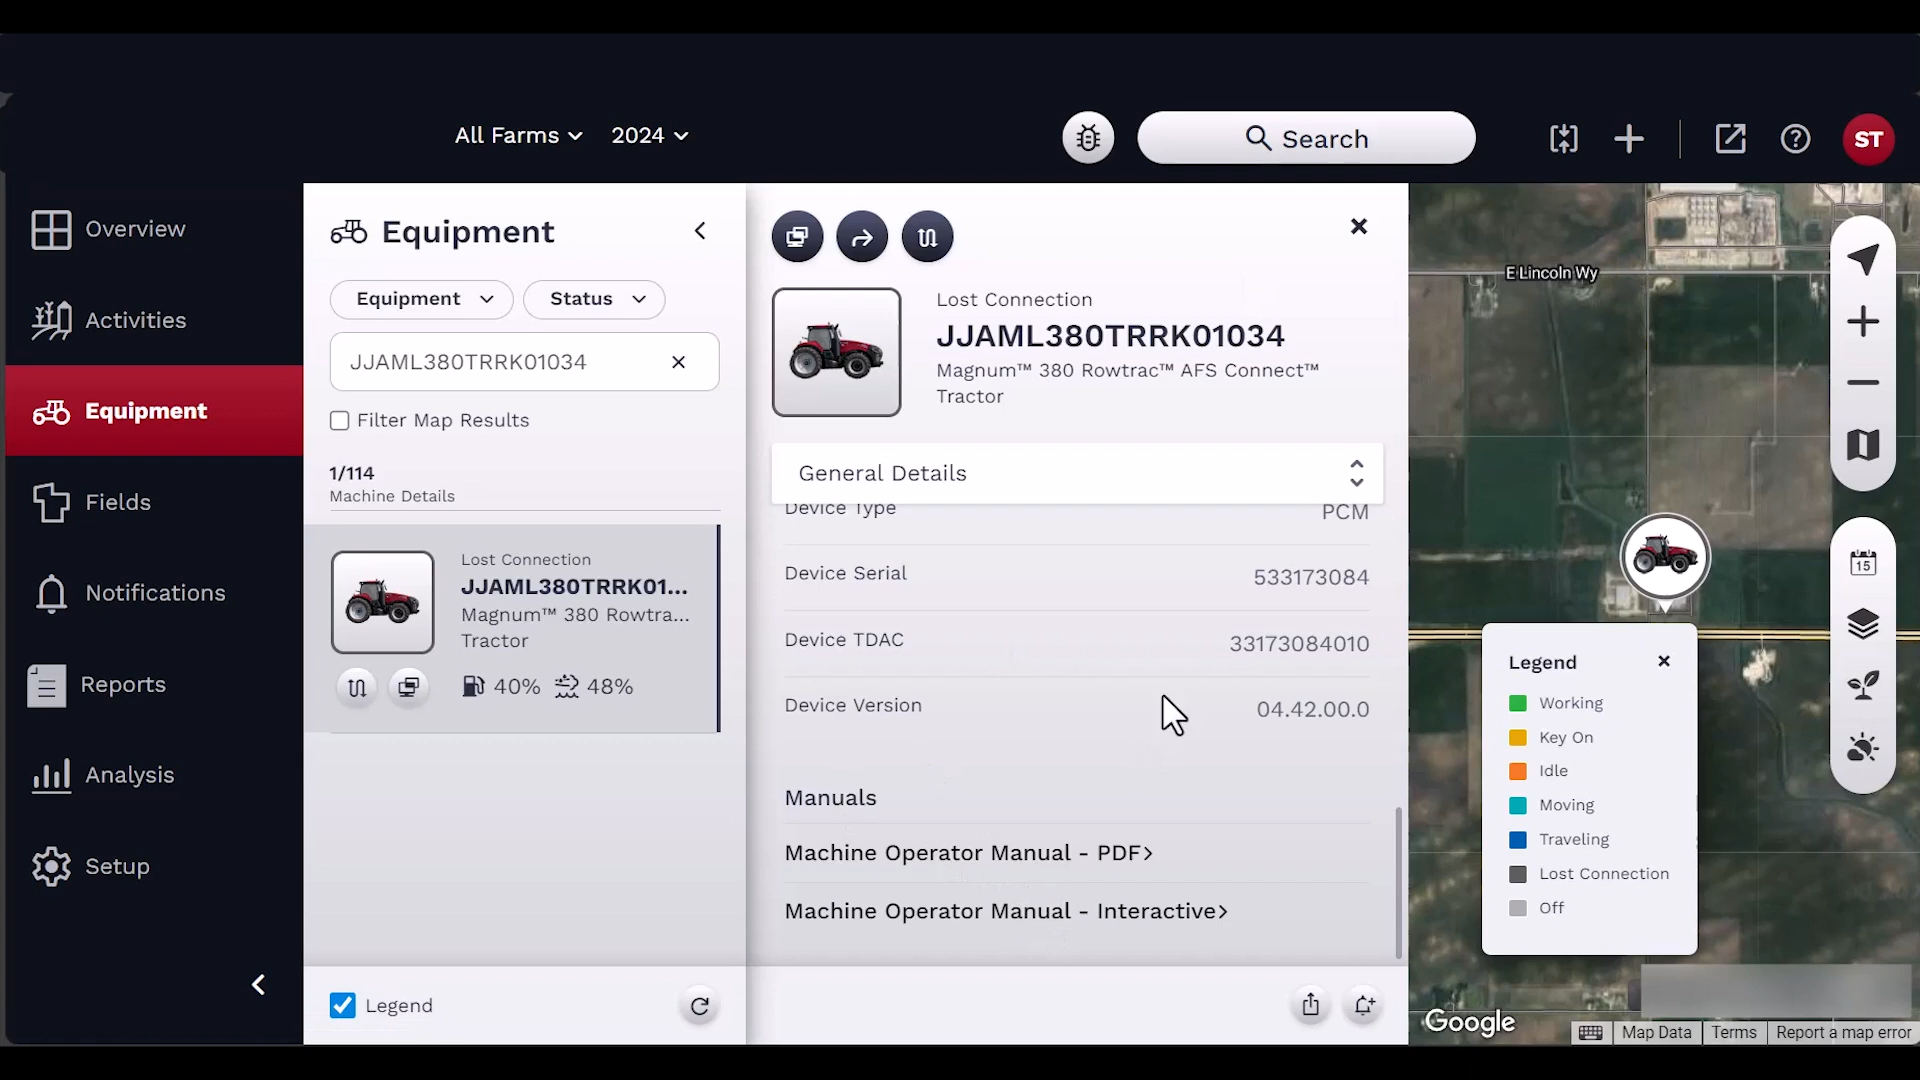 All Farms
2024
Search
ST
Overview
Activities
Equipment
Fields
Notifications
Reports
Analysis
Setup
Equipment
Equipment
Status
JJAML380TRRK01034
Filter Map Results
1/114
Machine Details
Lost Connection
JJAML380TRRK01...
Magnum™ 380 Rowtra...
Tractor
40%
48%
Legend
Lost Connection
JJAML380TRRK01034
Magnum™ 380 Rowtrac™ AFS Connect™
Tractor
General Details
Device Type PCM
Device Serial 533173084
Device TDAC 33173084010
Device Version 04.42.00.0
Manuals
Machine Operator Manual - PDF>
Machine Operator Manual - Interactive>
E Lincoln Wy
15
Legend
Working
Key On
Idle
Moving
Traveling
Lost Connection
Off
Google
Map Data
Terms
Report a map error